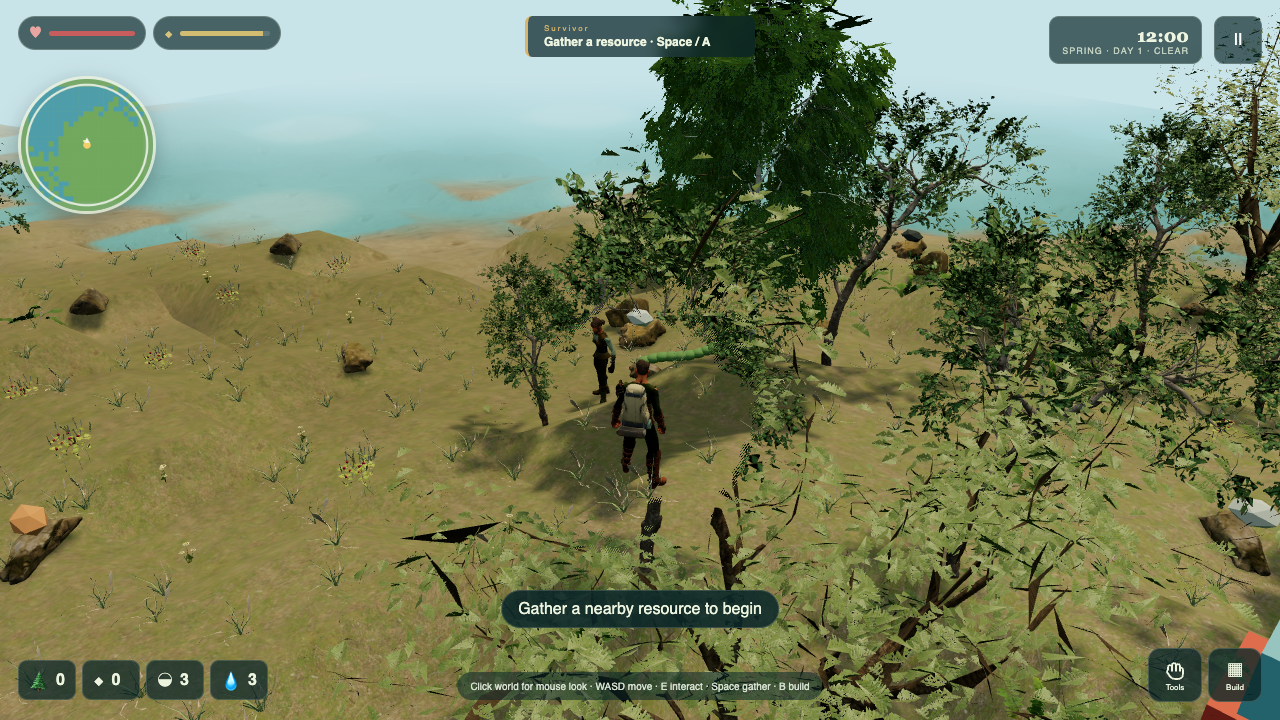 Survivor
Gather a resource · Space / A
12:00
SPRING · DAY 1 · CLEAR
Gather a nearby resource to begin
0
0
3
3
Click world for mouse look · WASD move · E interact · Space gather · B build
Tools
Build